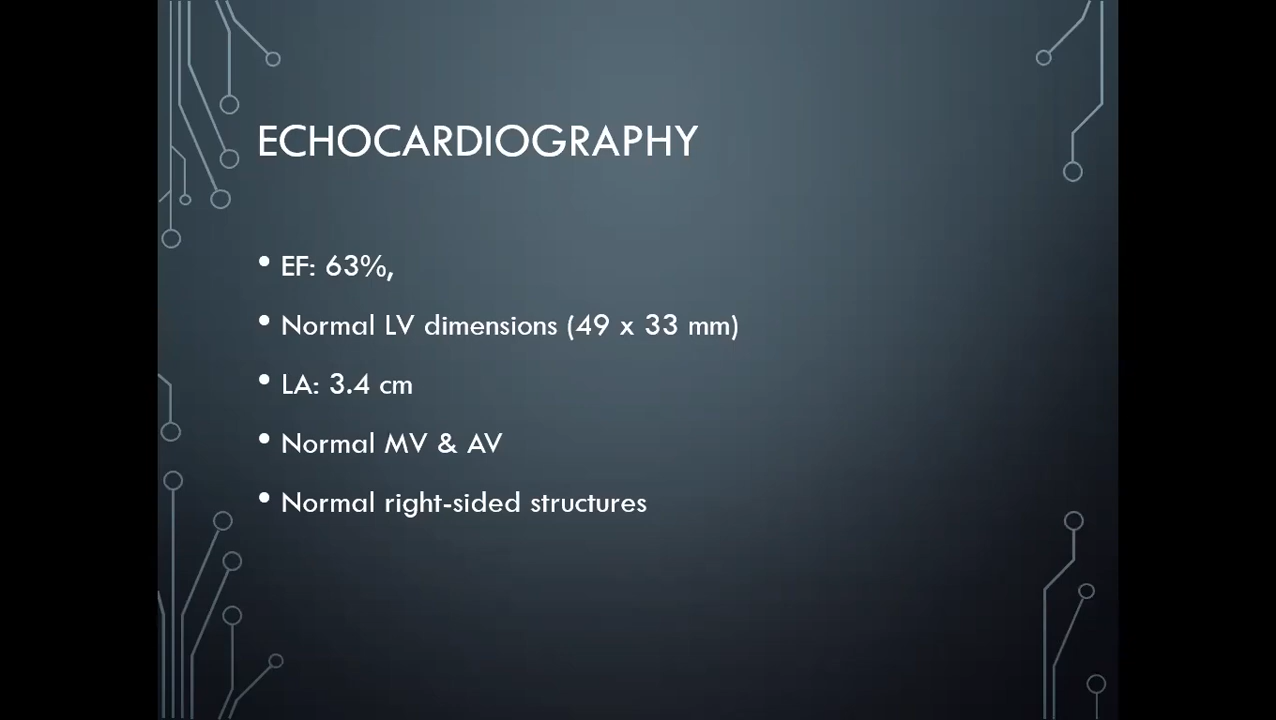 ECHOCARDIOGRAPHY
• EF: 63%,
• Normal LV dimensions (49 x 33 mm)
• LA: 3.4 cm
• Normal MV & AV
• Normal right-sided structures